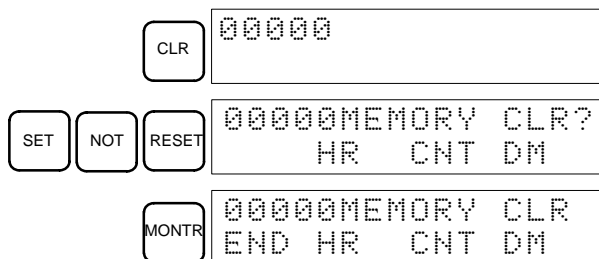 CLR
00000
SET NOT RESET
00000MEMORY CLR?
HR CNT DM
MONTR
00000MEMORY CLR
END HR CNT DM